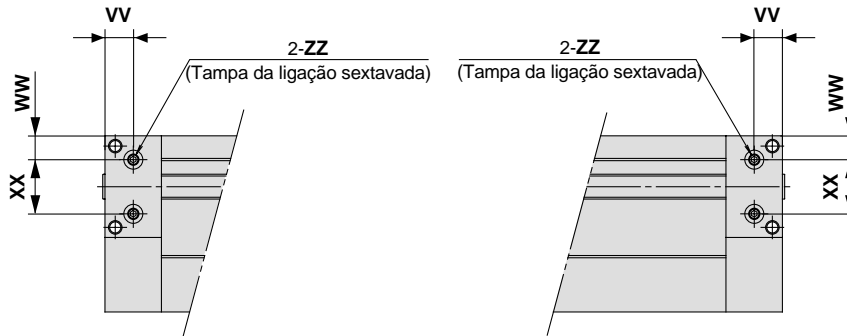 VV
VV
2-ZZ
(Tampa da ligação sextavada)
2-ZZ
(Tampa da ligação sextavada)
WW
XX
WW
XX